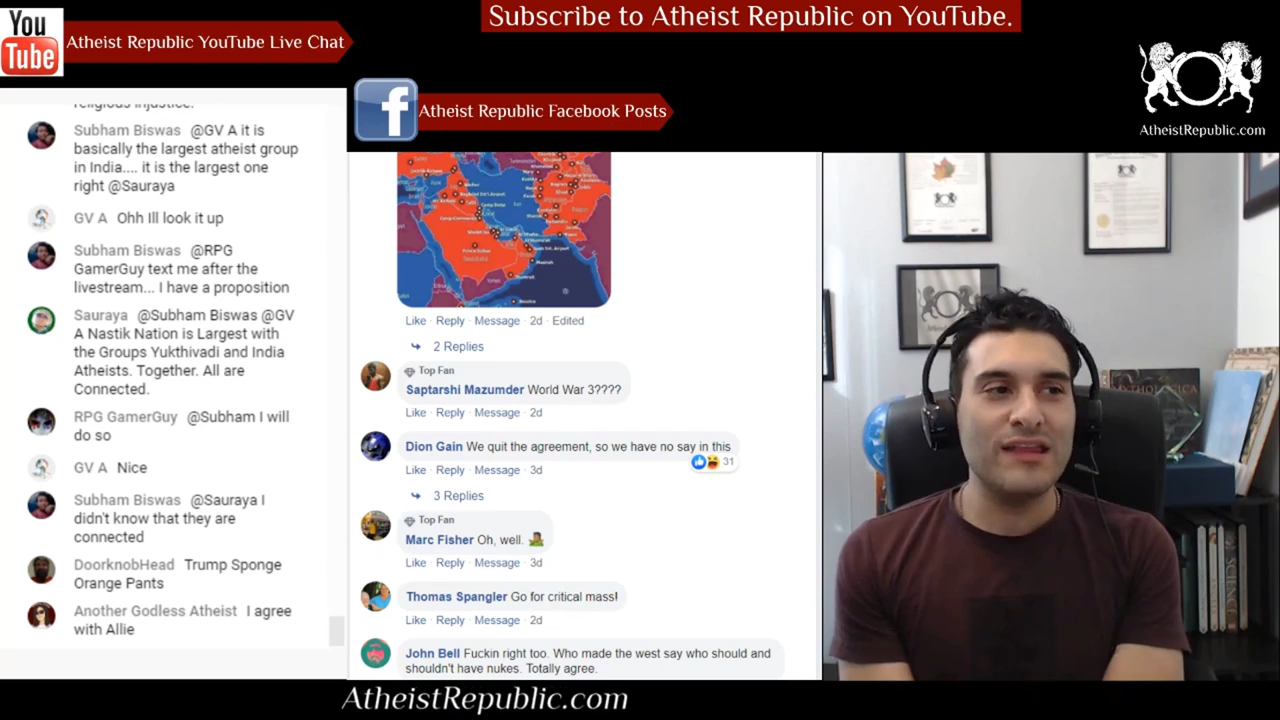 Subscribe to Atheist Republic on YouTube.
You
Tube
Atheist Republic YouTube Live Chat
Atheist Republic Facebook Posts
AtheistRepublic.com
religious injustice.
Subham Biswas @GV A it is
basically the largest atheist group
in India.... it is the largest one
right @Sauraya
GV A Ohh Ill look it up
Subham Biswas @RPG
GamerGuy text me after the
livestream... I have a proposition
Sauraya @Subham Biswas @GV
A Nastik Nation is Largest with
the Groups Yukthivadi and India
Atheists. Together. All are
Connected.
RPG GamerGuy @Subham I will
do so
GV A Nice
Subham Biswas @Sauraya I
didn't know that they are
connected
DoorknobHead Trump Sponge
Orange Pants
Another Godless Atheist I agree
with Allie
Like · Reply · Message · 2d · Edited
2 Replies
Top Fan
Saptarshi Mazumder World War 3????
Like · Reply · Message · 2d
Dion Gain We quit the agreement, so we have no say in this
31
Like · Reply · Message · 3d
3 Replies
Top Fan
Marc Fisher Oh, well.
Like · Reply · Message · 3d
Thomas Spangler Go for critical mass!
Like · Reply · Message · 2d
John Bell Fuckin right too. Who made the west say who should and
shouldn't have nukes. Totally agree.
SCIENCE
AtheistRepublic.com